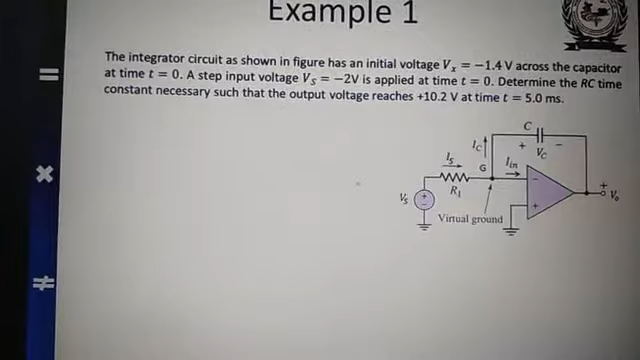 Example 1
The integrator circuit as shown in figure has an initial voltage Vx = −1.4 V across the capacitor
at time t = 0. A step input voltage VS = −2V is applied at time t = 0. Determine the RC time
constant necessary such that the output voltage reaches +10.2 V at time t = 5.0 ms.
C
+ −
IC
VC
IS
G
Iin
R1
−
VS
+
−
+
+
Vo
Virtual ground